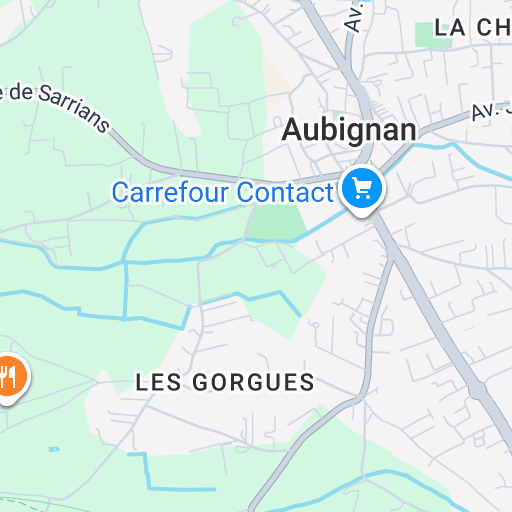 Av.
LA CH
e de Sarrians
Av. J
Aubignan
Carrefour Contact
LES GORGUES